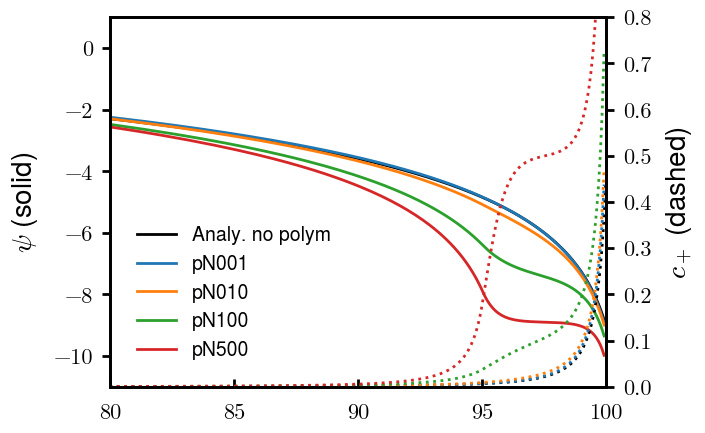 0
−2
−4
−6
−8
−10
ψ (solid)
Analy. no polym
pN001
pN010
pN100
pN500
80
85
90
95
100
0.8
0.7
0.6
0.5
0.4
0.3
0.2
0.1
0.0
c₊ (dashed)